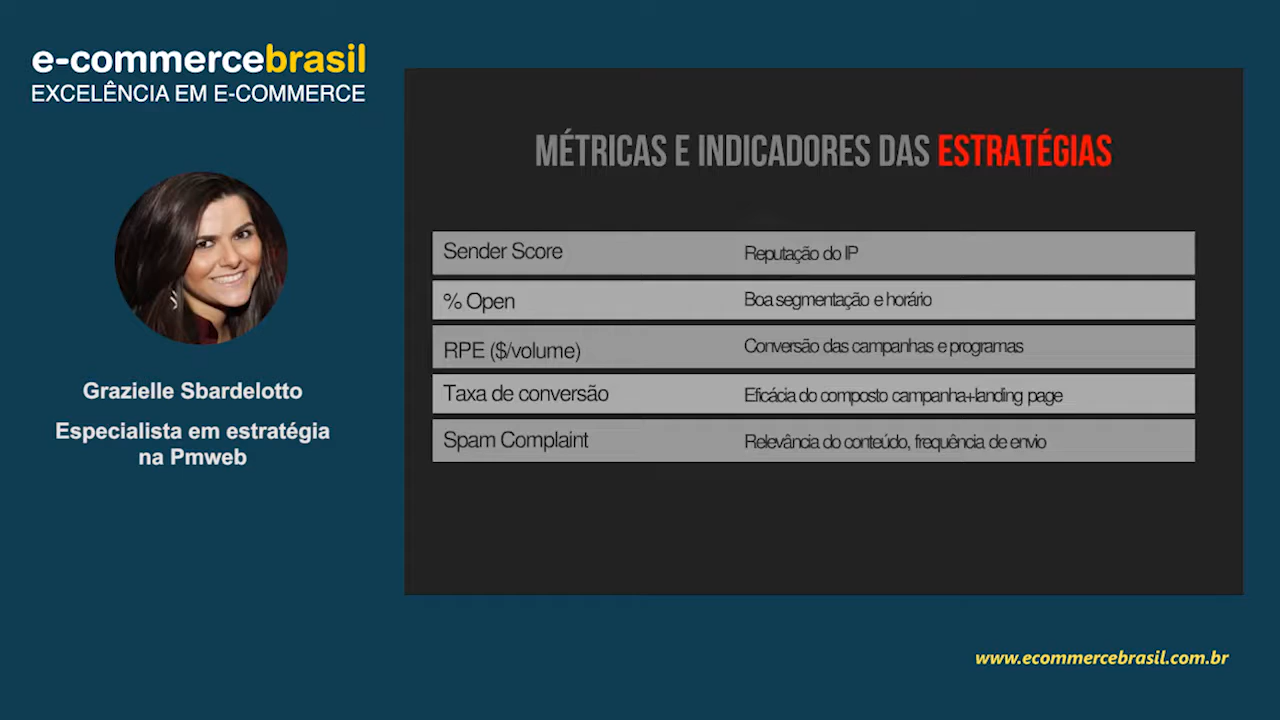 e-commercebrasil
EXCELÊNCIA EM E-COMMERCE
Grazielle Sbardelotto
Especialista em estratégia
na Pmweb
MÉTRICAS E INDICADORES DAS ESTRATÉGIAS
Sender Score Reputação do IP
% Open Boa segmentação e horário
RPE ($/volume) Conversão das campanhas e programas
Taxa de conversão Eficácia do composto campanha+landing page
Spam Complaint Relevância do conteúdo, frequência de envio
www.ecommercebrasil.com.br